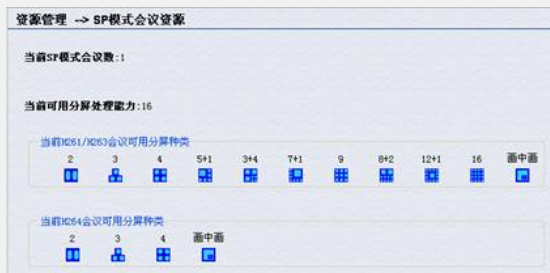 资源管理 --> SP模式会议资源
当前SP模式会议数:1
当前可用分屏处理能力:16
当前H261/H263会议可用分屏种类
2 3 4 5+1 3+4 7+1 9 8+2 12+1 16 画中画
当前H264会议可用分屏种类
2 3 4 画中画